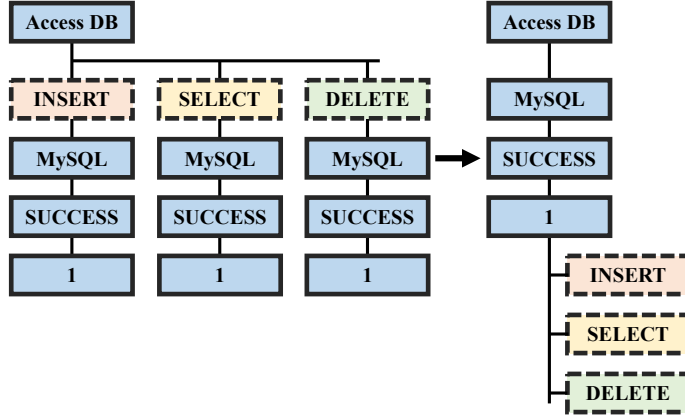 Access DB
INSERT SELECT DELETE
MySQL MySQL MySQL
SUCCESS SUCCESS SUCCESS
1 1 1
Access DB
MySQL
SUCCESS
1
INSERT
SELECT
DELETE